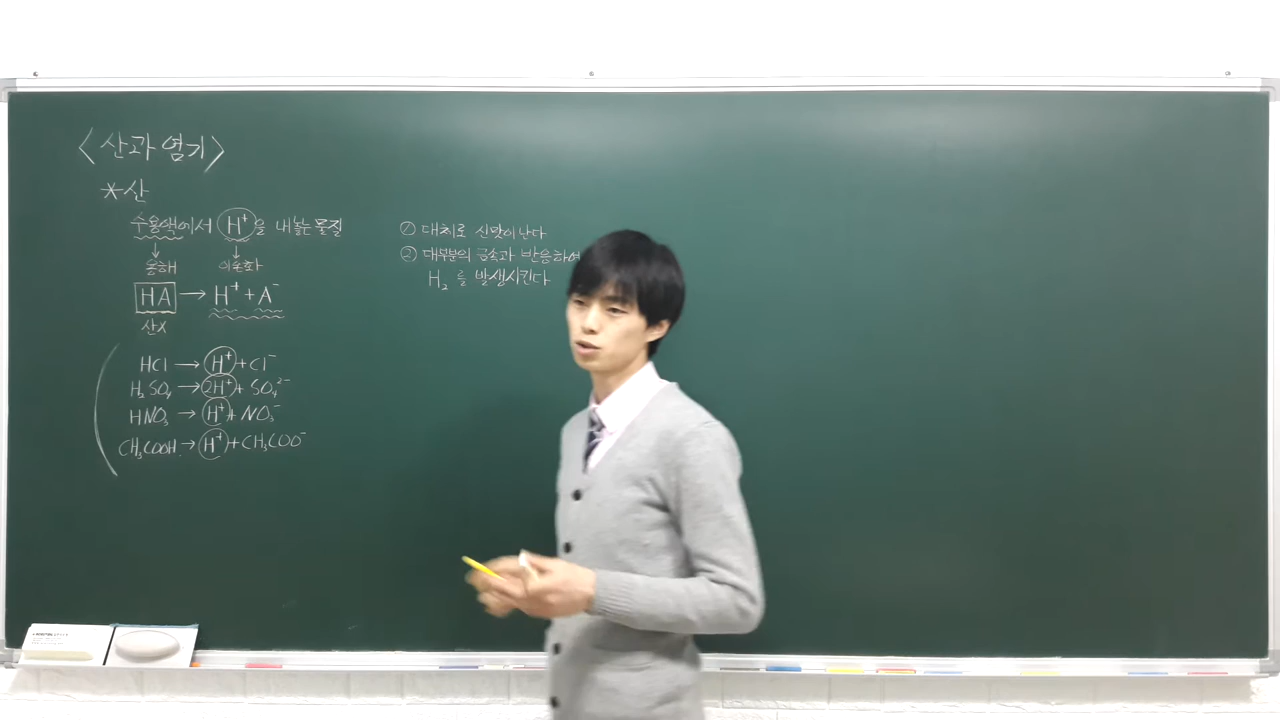 <산과 염기>
*산
수용액에서 H⁺을 내놓는 물질
↓ ↓
용해 이온화
HA → H⁺ + A⁻
산X
HCl → H⁺ + Cl⁻
H₂SO₄ → 2H⁺ + SO₄²⁻
HNO₃ → H⁺ + NO₃⁻
CH₃COOH → H⁺ + CH₃COO⁻
① 대체로 신맛이 난다
② 대부분의 금속과 반응하여
H₂를 발생시킨다